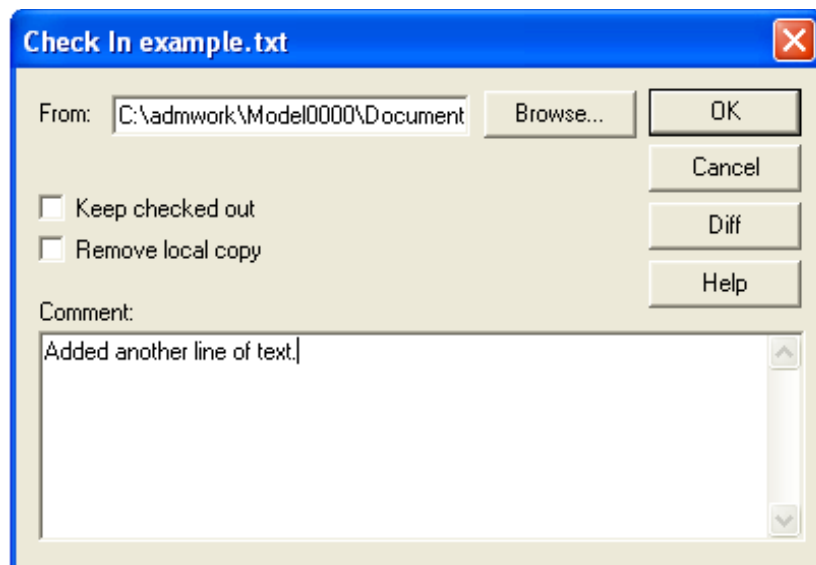 Check In example.txt
From: C:\admwork\Model0000\Document Browse... OK
Cancel
Keep checked out
Diff
Remove local copy
Help
Comment:
Added another line of text.